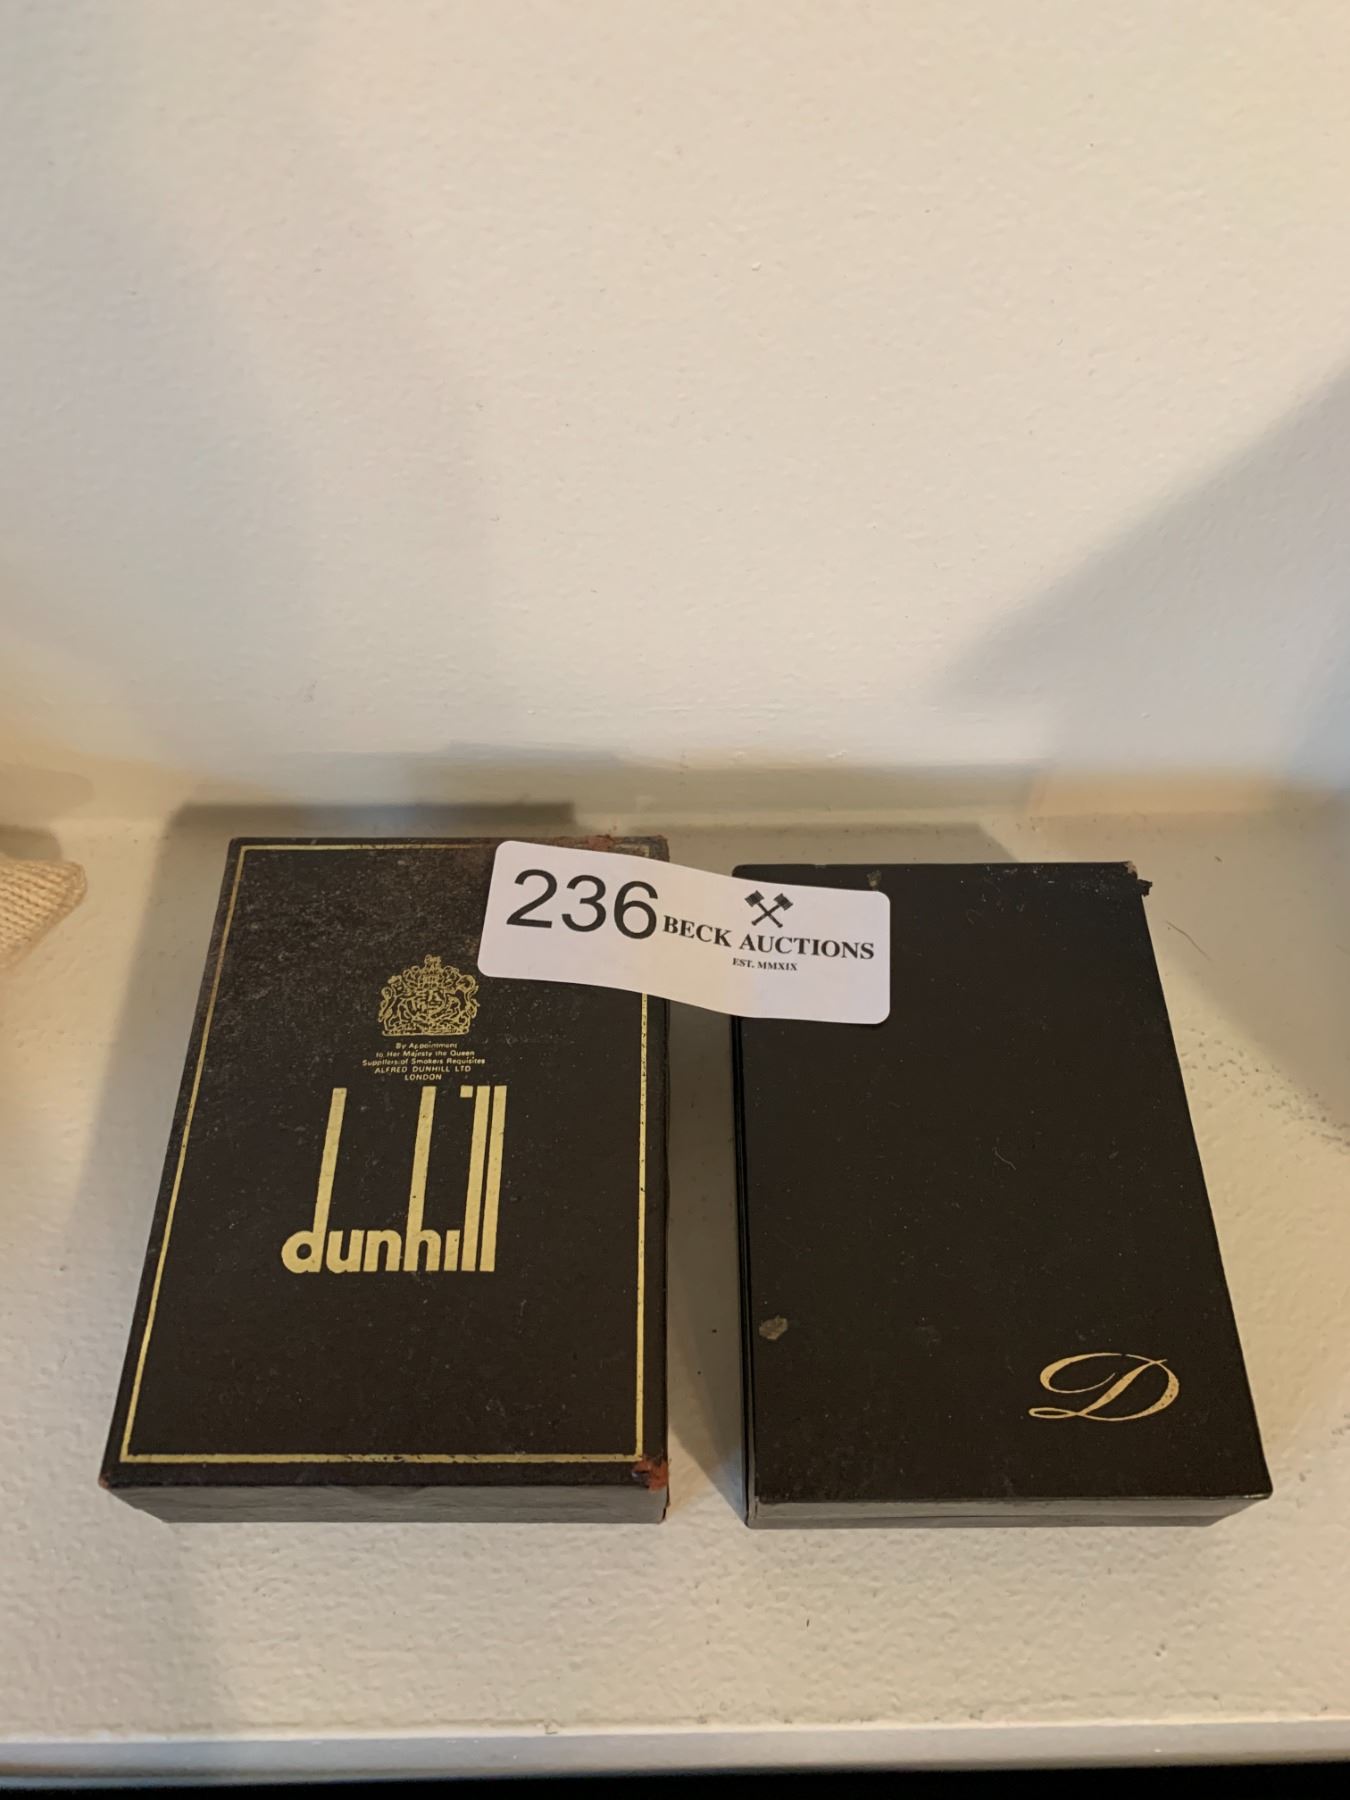 236
BECK AUCTIONS
EST. MMXIX
By Appointment
to Her Majesty the Queen
Suppliers of Smokers Requisites
ALFRED DUNHILL LTD
LONDON
dunhill
D